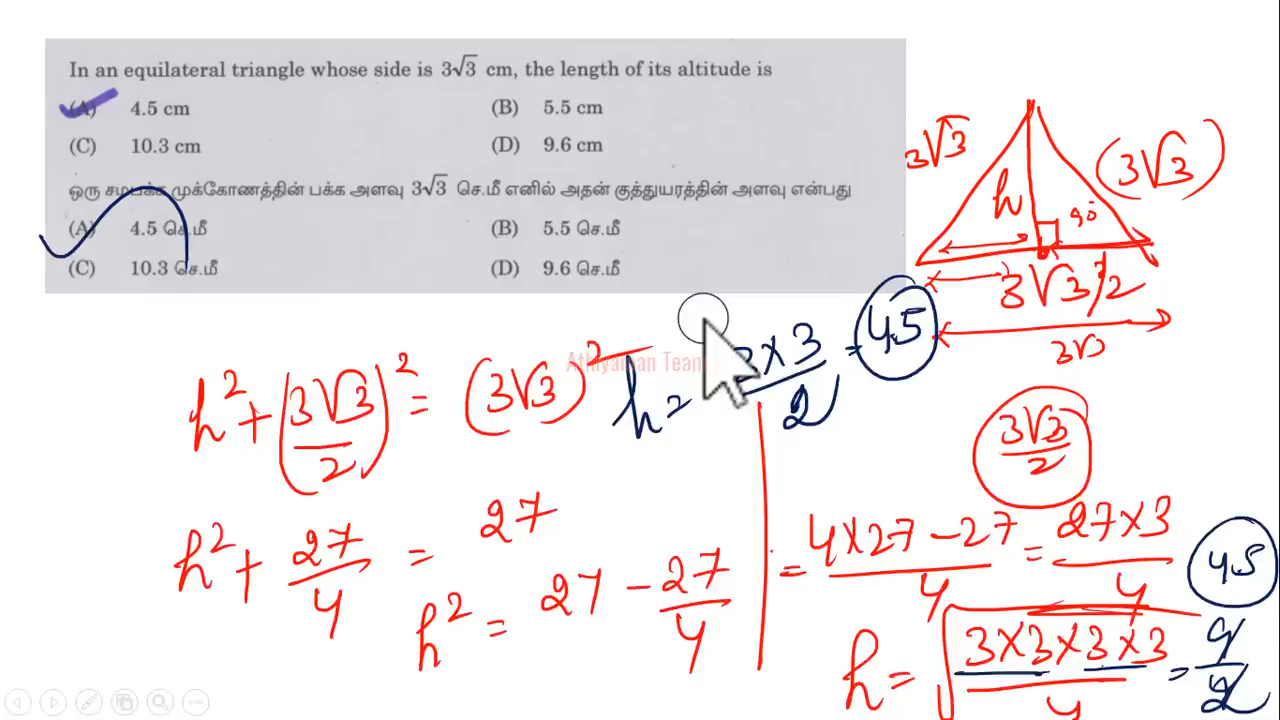 In an equilateral triangle whose side is 3√3 cm, the length of its altitude is
(A) 4.5 cm
(B) 5.5 cm
(C) 10.3 cm
(D) 9.6 cm
ஒரு சமபக்க முக்கோணத்தின் பக்க அளவு 3√3 செ.மீ எனில் அதன் குத்துயரத்தின் அளவு என்பது
(A) 4.5 செ.மீ
(B) 5.5 செ.மீ
(C) 10.3 செ.மீ
(D) 9.6 செ.மீ
3√3
(3√3)
h
90°
3√3/2
3√3
3√3/2
h² + (3√3/2)² = (3√3)²
h² + 27/4 = 27
h² = 27 - 27/4
= 4×27-27/4 = 27×3/4
h = √3×3×3×3/4 = 9/2
4.5
h = 3×3/2 = 4.5
Athiyaman Team